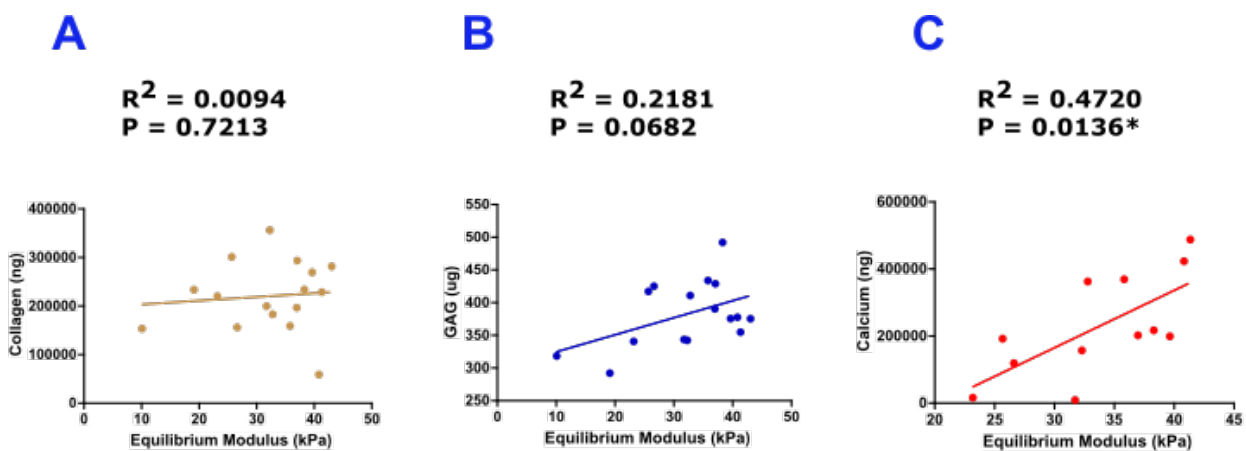 A
R² = 0.0094
P = 0.7213
400000
300000
200000
100000
0
Collagen (ng)
0 10 20 30 40 50
Equilibrium Modulus (kPa)
B
R² = 0.2181
P = 0.0682
550
500
450
400
350
300
250
GAG (ug)
0 10 20 30 40 50
Equilibrium Modulus (kPa)
C
R² = 0.4720
P = 0.0136*
600000
400000
200000
0
Calcium (ng)
20 25 30 35 40 45
Equilibrium Modulus (kPa)